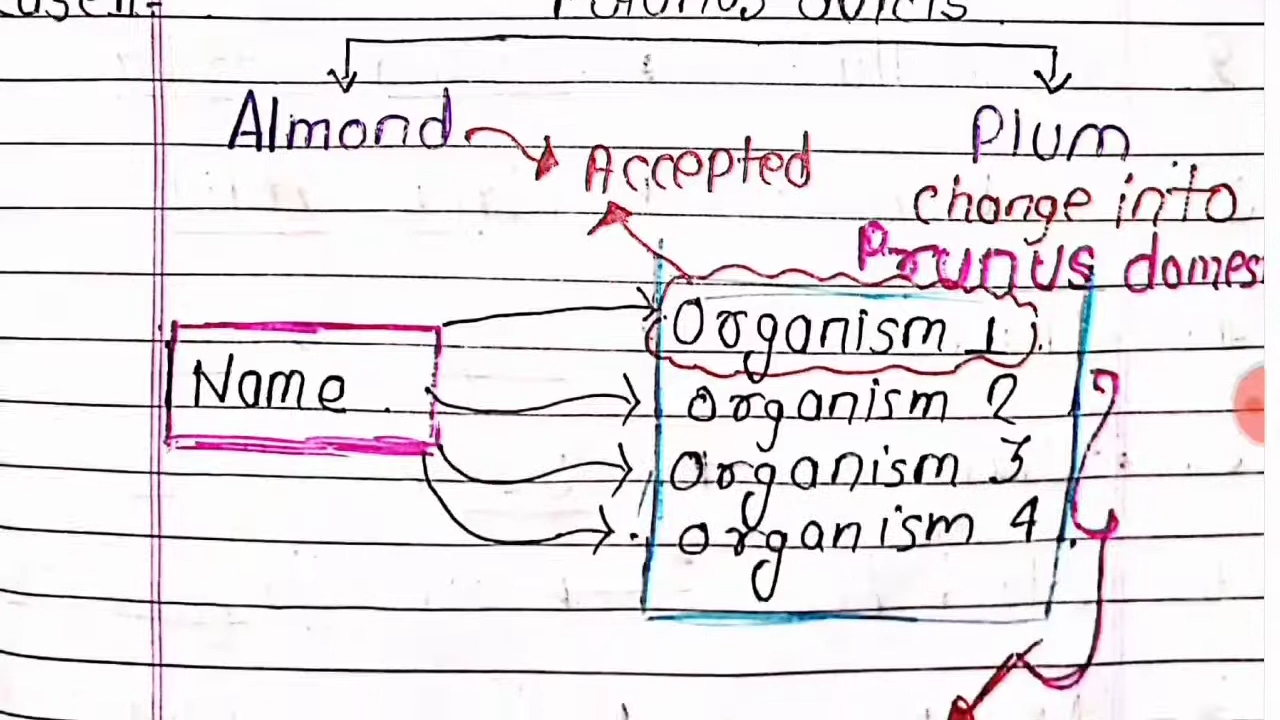 Almond
Plum
Accepted
change into
Prunus domes
Organism 1
Name
organism 2
Organism 3
organism 4